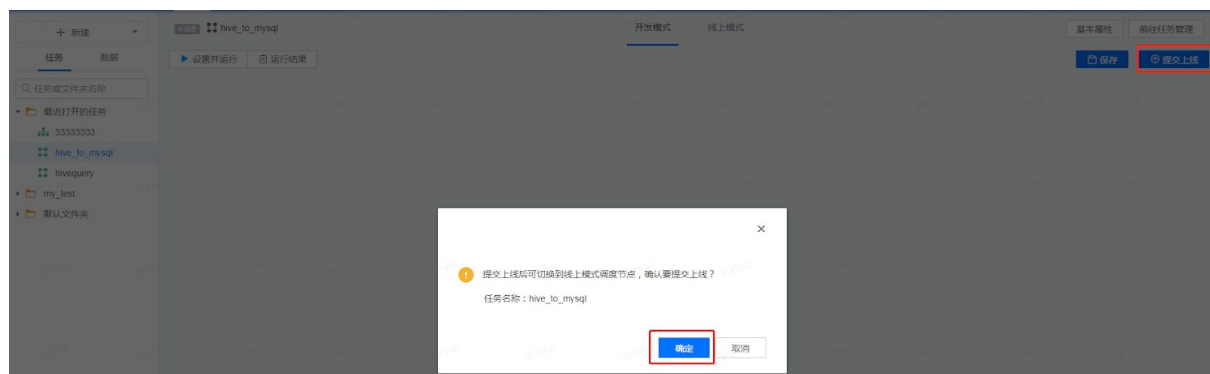 + 新建
hive_to_mysql
开发模式
线上模式
基本属性
前往任务管理
任务
数据
设置并运行
运行结果
保存
提交上线
任务或文件夹名称
最近打开的任务
33333333
hive_to_mysql
hivequery
my_test
默认文件夹
提交上线后可切换到线上模式调度节点，确认要提交上线？
任务名称：hive_to_mysql
确定
取消